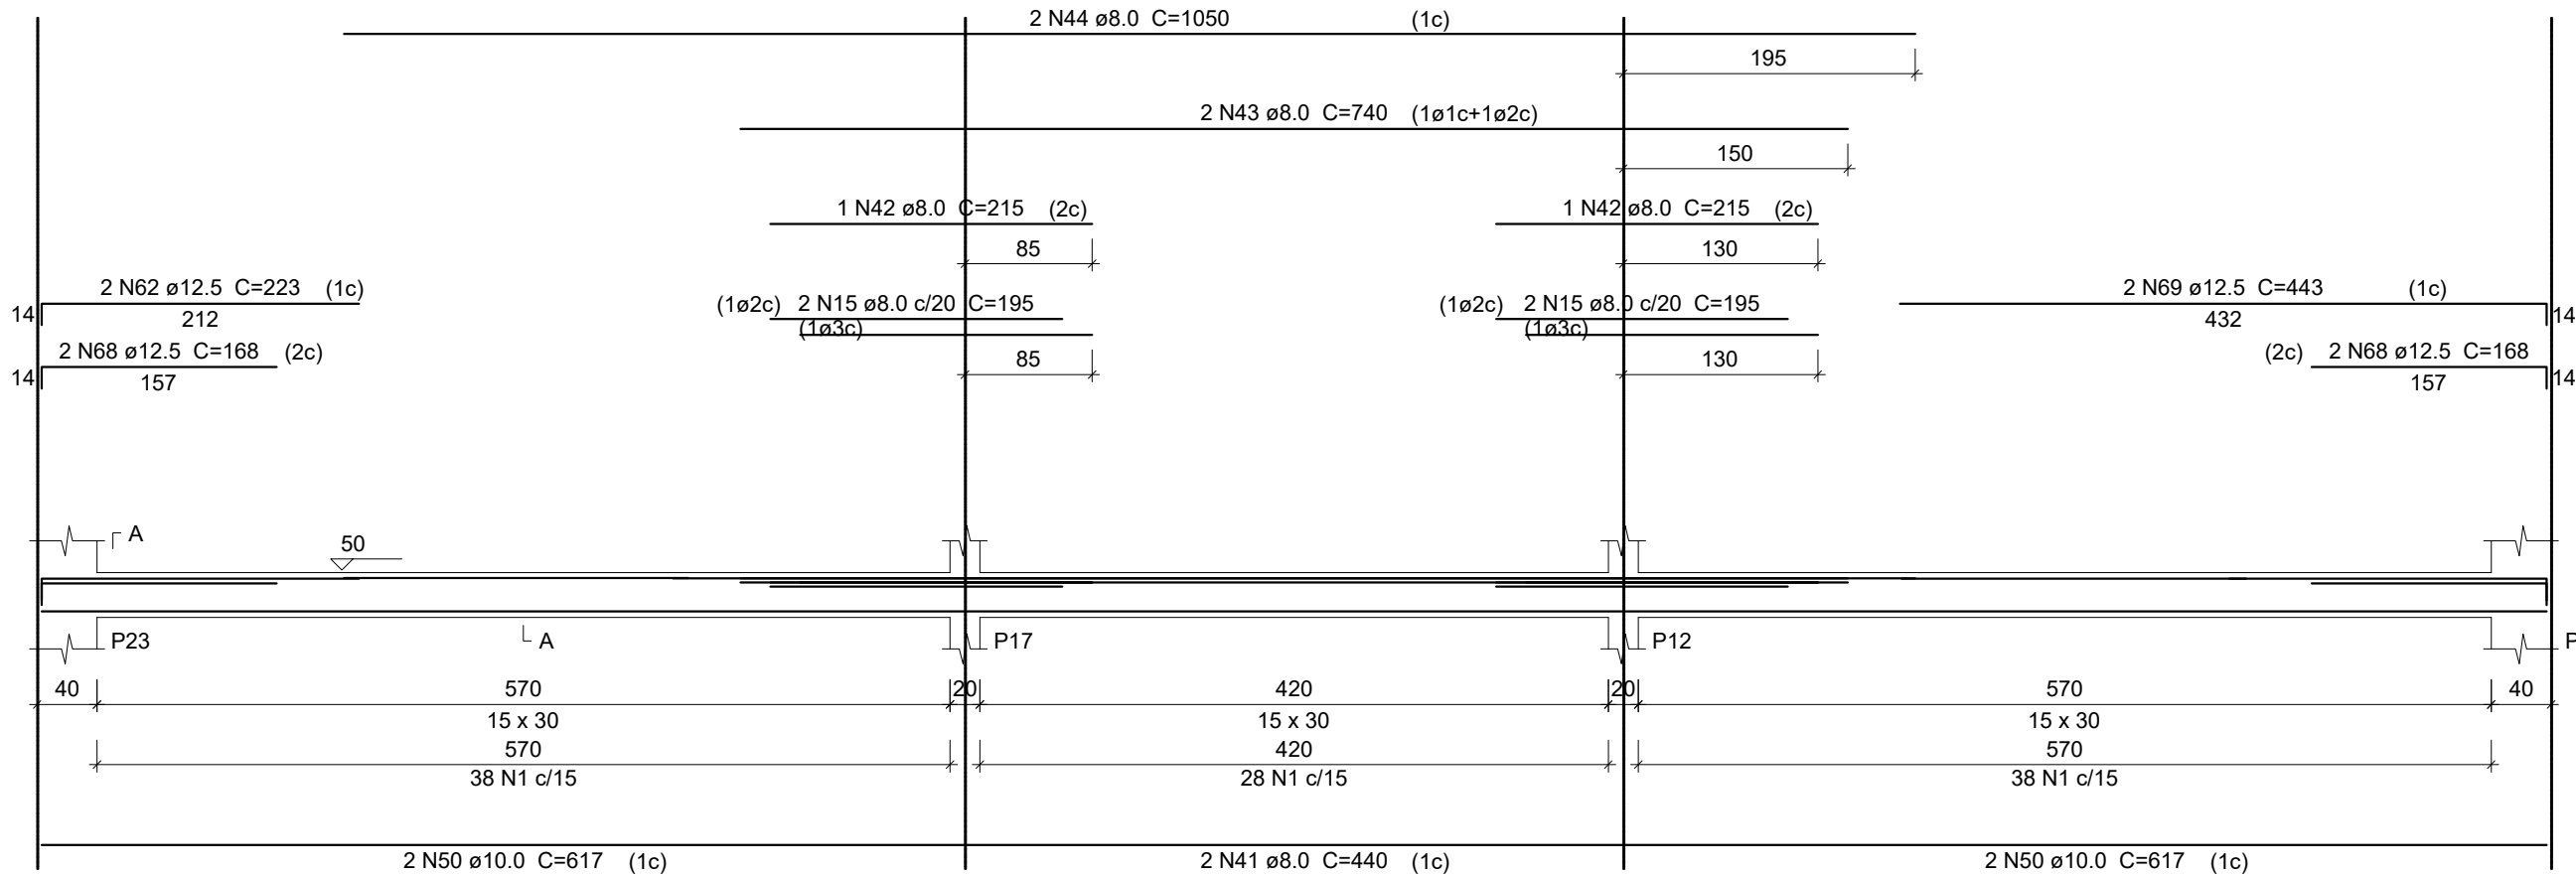 2 N44 ø8.0 C=1050 (1c)
195
2 N43 ø8.0 C=740 (1ø1c+1ø2c)
150
1 N42 ø8.0 C=215 (2c)
1 N42 ø8.0 C=215 (2c)
85
130
2 N62 ø12.5 C=223 (1c)
(1ø2c) 2 N15 ø8.0 c/20 C=195
(1ø2c) 2 N15 ø8.0 c/20 C=195
2 N69 ø12.5 C=443 (1c)
14
212
(1ø3c)
(1ø3c)
432
14
2 N68 ø12.5 C=168 (2c)
85
130
(2c) 2 N68 ø12.5 C=168
14
157
157
14
A
50
A
P23
P17
P12
P
40
570
20
420
20
570
40
15 x 30
15 x 30
15 x 30
570
420
570
38 N1 c/15
28 N1 c/15
38 N1 c/15
2 N50 ø10.0 C=617 (1c)
2 N41 ø8.0 C=440 (1c)
2 N50 ø10.0 C=617 (1c)